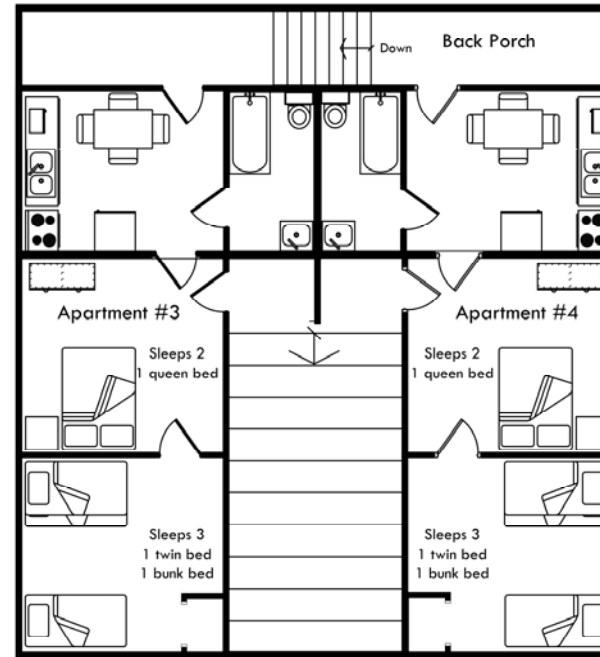 Down
Back Porch
Apartment #3
Sleeps 2
1 queen bed
Apartment #4
Sleeps 2
1 queen bed
Sleeps 3
1 twin bed
1 bunk bed
Sleeps 3
1 twin bed
1 bunk bed